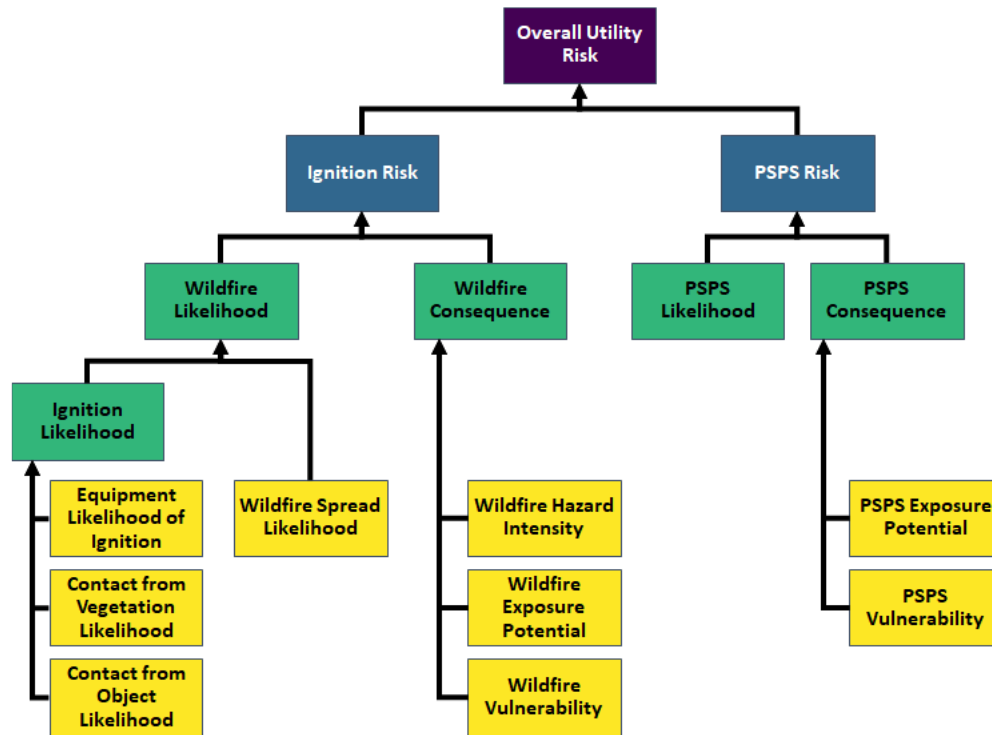 Overall Utility
Risk
Ignition Risk
PSPS Risk
Wildfire
Likelihood
Wildfire
Consequence
PSPS
Likelihood
PSPS
Consequence
Ignition
Likelihood
Equipment
Likelihood of
Ignition
Wildfire Spread
Likelihood
Wildfire Hazard
Intensity
PSPS Exposure
Potential
Contact from
Vegetation
Likelihood
Wildfire
Exposure
Potential
PSPS
Vulnerability
Contact from
Object
Likelihood
Wildfire
Vulnerability